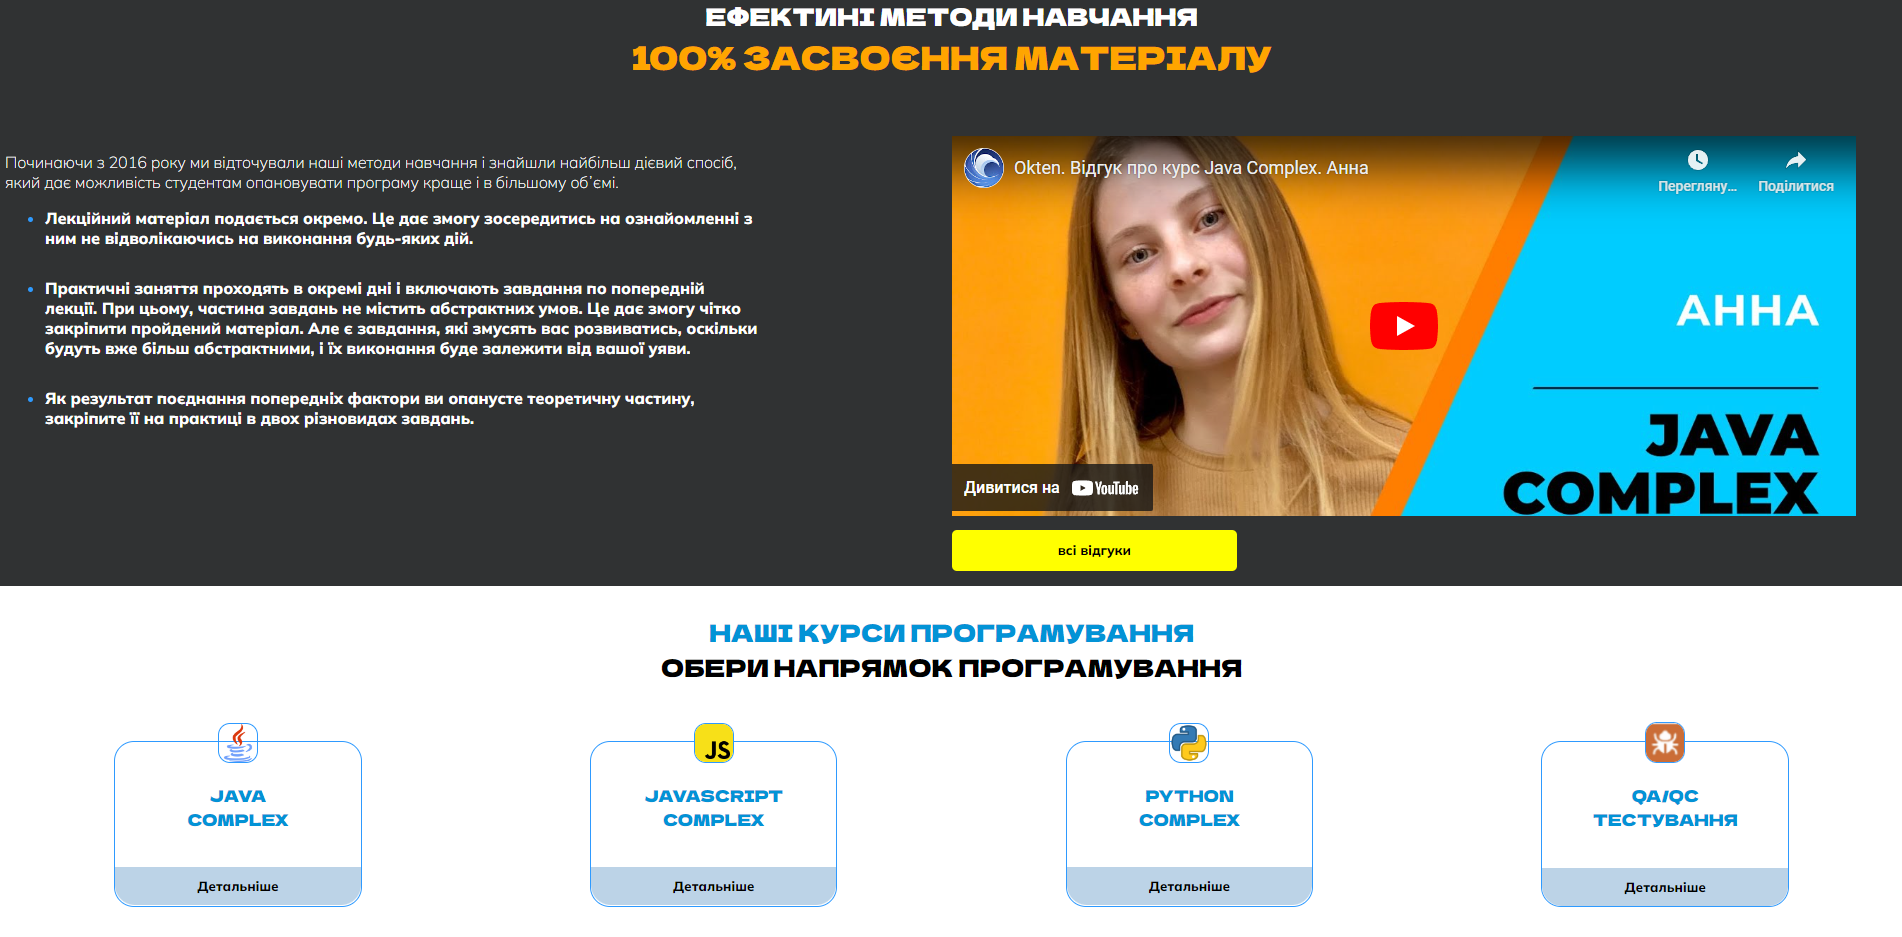 ЕФЕКТИНІ МЕТОДИ НАВЧАННЯ
100% ЗАСВОЄННЯ МАТЕРІАЛУ
Починаючи з 2016 року ми відточували наші методи навчання і знайшли найбільш дієвий спосіб,
який дає можливість студентам опановувати програму краще і в більшому об’ємі.
Лекційний матеріал подається окремо. Це дає змогу зосередитись на ознайомленні з
ним не відволікаючись на виконання будь-яких дій.
Практичні заняття проходять в окремі дні і включають завдання по попередній
лекції. При цьому, частина завдань не містить абстрактних умов. Це дає змогу чітко
закріпити пройдений матеріал. Але є завдання, які змусять вас розвиватись, оскільки
будуть вже більш абстрактними, і їх виконання буде залежити від вашої уяви.
Як результат поєднання попередніх фактори ви опанусте теоретичну частину,
закріпите її на практиці в двох різновидах завдань.
Okten. Відгук про курс Java Complex. Анна
Перегляну...
Поділитися
АННА
JAVA
COMPLEX
Дивитися на YouTube
всі відгуки
НАШІ КУРСИ ПРОГРАМУВАННЯ
ОБЕРИ НАПРЯМОК ПРОГРАМУВАННЯ
JAVA
COMPLEX
Детальніше
JS
JAVASCRIPT
COMPLEX
Детальніше
PYTHON
COMPLEX
Детальніше
QA/QC
ТЕСТУВАННЯ
Детальніше